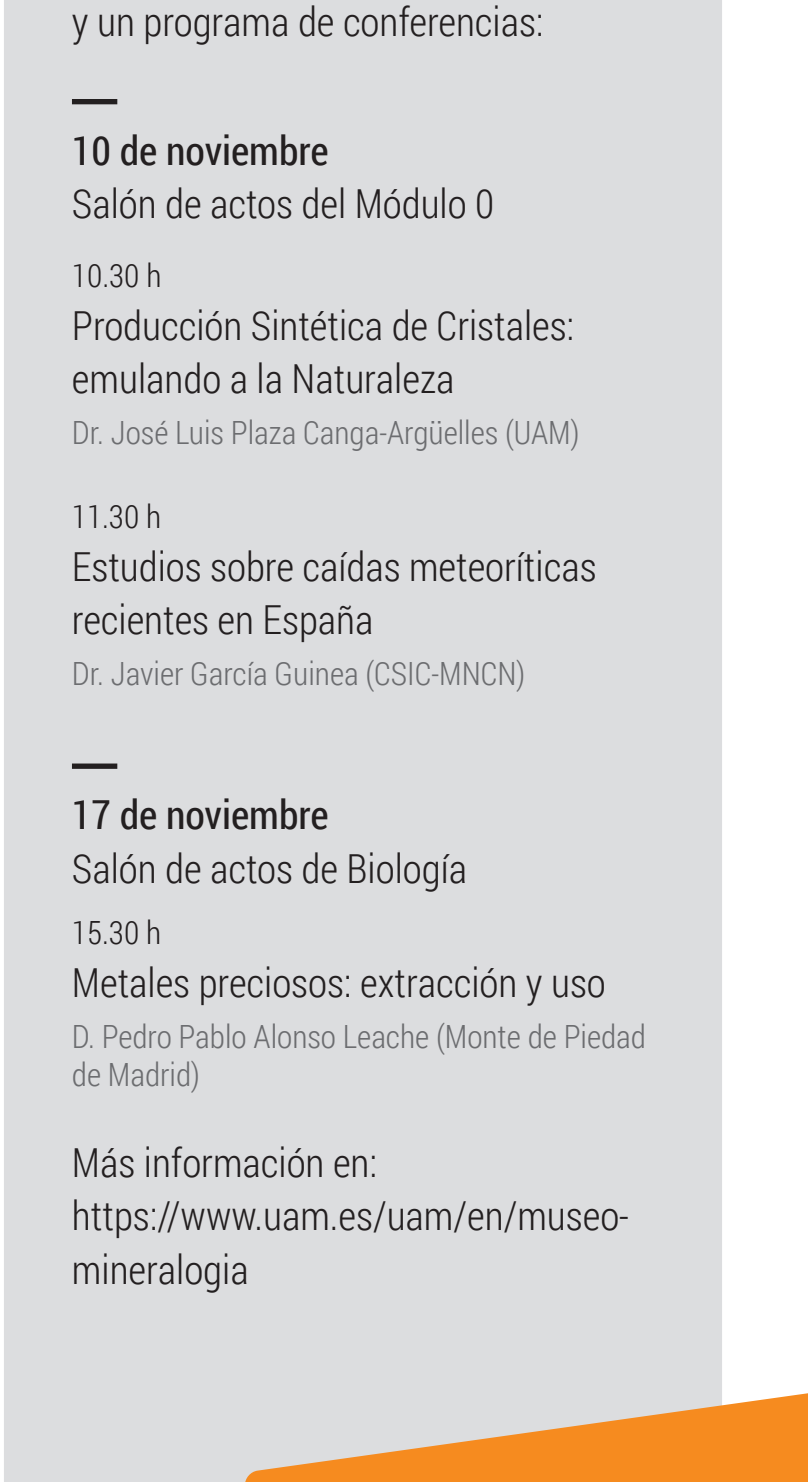 y un programa de conferencias:
10 de noviembre
Salón de actos del Módulo 0
10.30 h
Producción Sintética de Cristales:
emulando a la Naturaleza
Dr. José Luis Plaza Canga-Argüelles (UAM)
11.30 h
Estudios sobre caídas meteoríticas
recientes en España
Dr. Javier García Guinea (CSIC-MNCN)
17 de noviembre
Salón de actos de Biología
15.30 h
Metales preciosos: extracción y uso
D. Pedro Pablo Alonso Leache (Monte de Piedad
de Madrid)
Más información en:
https://www.uam.es/uam/en/museo-
mineralogia